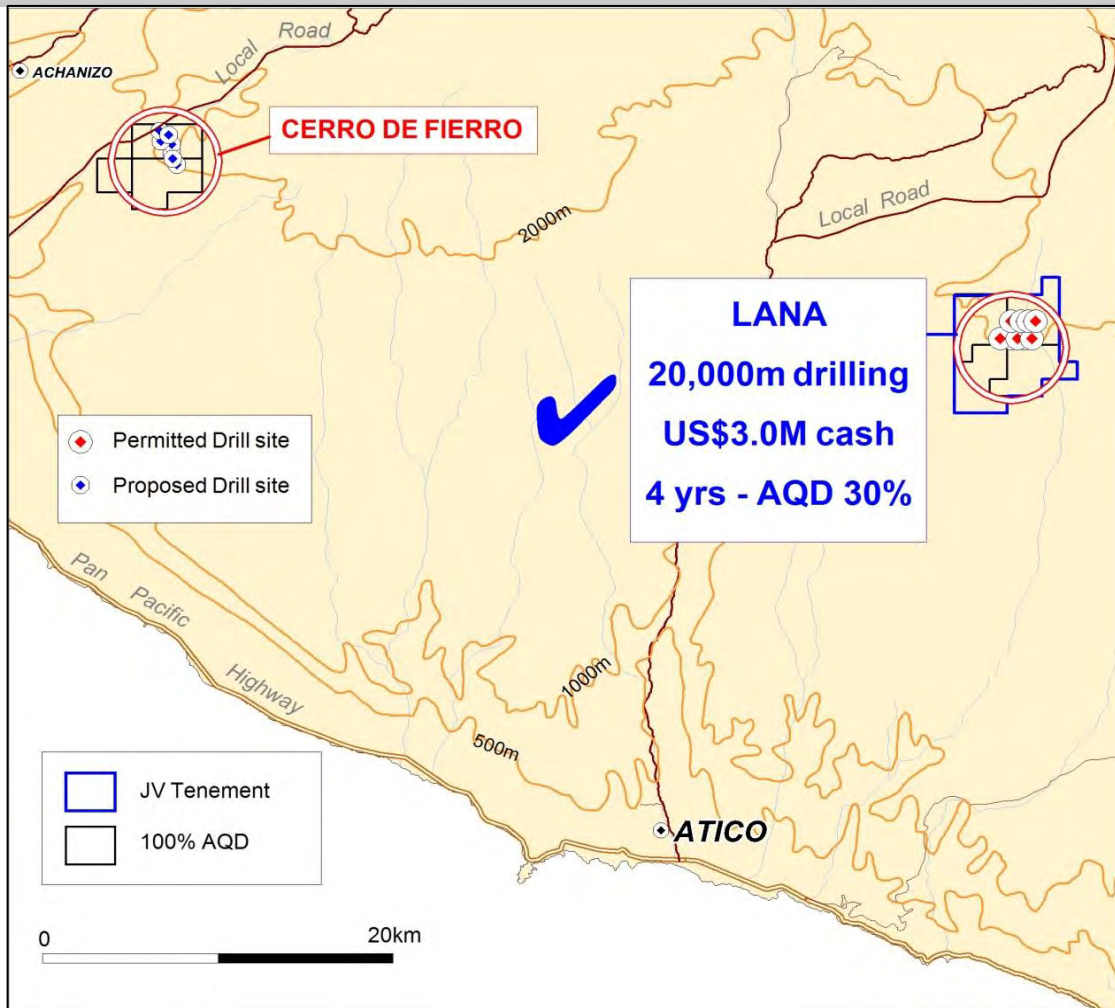 Local Road
ACHANIZO
CERRO DE FIERRO
2000m
Local Road
LANA
20,000m drilling
US$3.0M cash
4 yrs - AQD 30%
Permitted Drill site
Proposed Drill site
Pan Pacific Highway
1000m
500m
JV Tenement
100% AQD
ATICO
0 20km